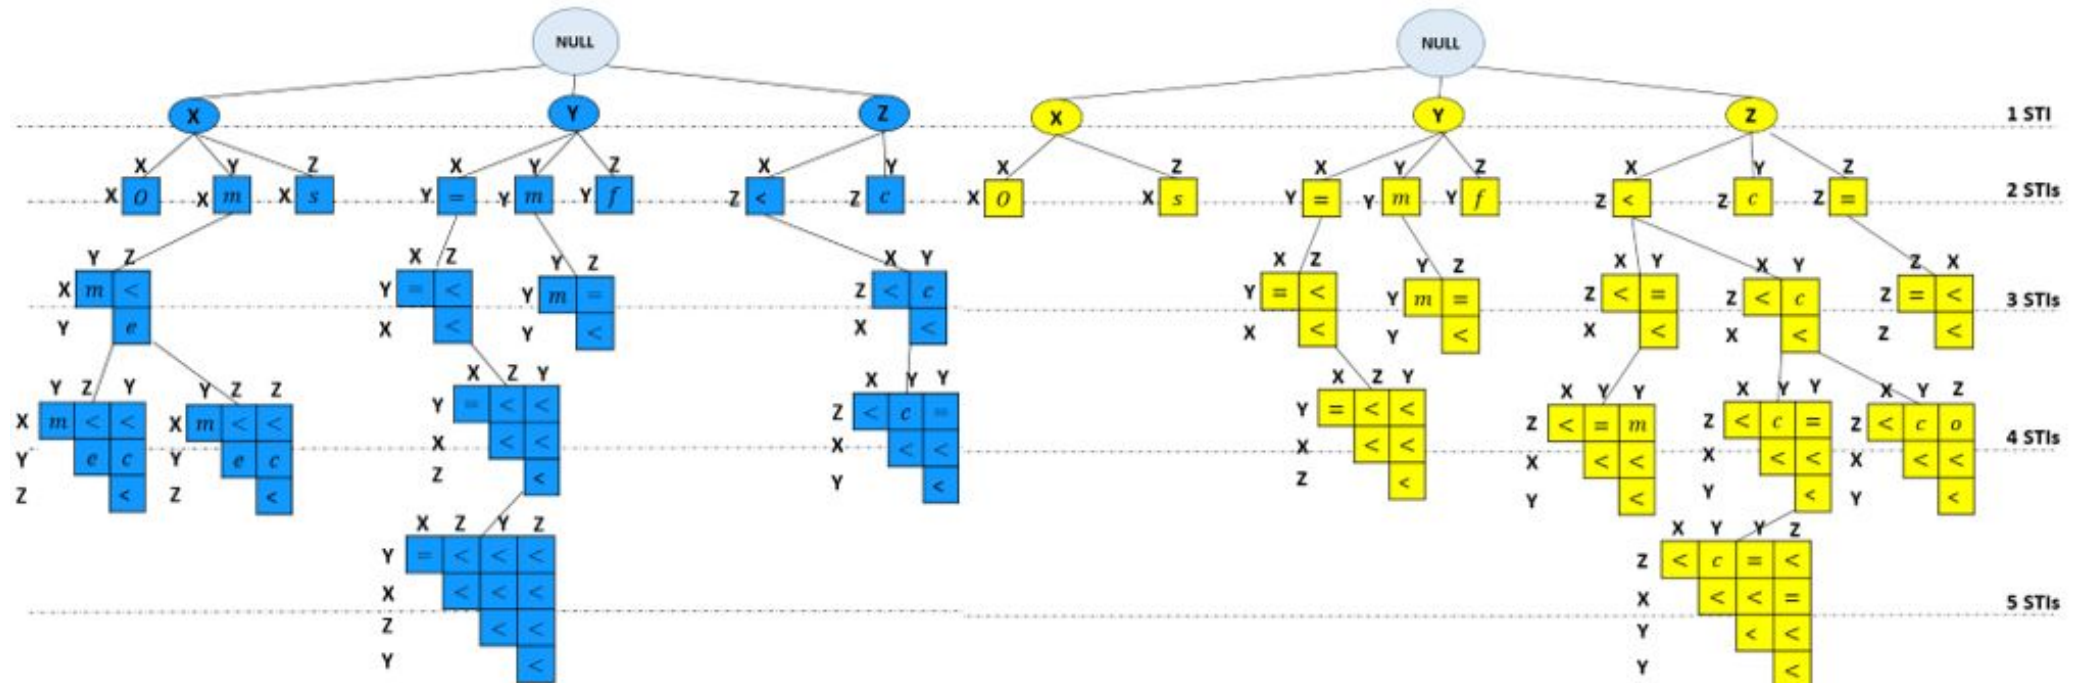 NULL NULL
X Y Z X Y Z 1 STI
X Y Z X Y Z X Y X Z X Y Z X Y Z
X O X m X s Y = Y m Y f Z < Z c X O X s Y = Y m Y f Z < Z c Z = 2 STIs
Y Z X Z Y Z X Y X Z Y Z X Y X Y Z X
X m < Y = < Y m = Z < c Y = < Y m = Z < = Z < c Z = < 3 STIs
Y e X < Y < X < X < Y < X < X < Z <
Y Z Y Y Z Z X Z Y X Y Y X Z Y X Y Y X Y Y X Y Z
X m < < X m < < Y = < < Z < c = Y = < < Z < = m Z < c = Z < c o 4 STIs
Y e c Y e c X < < X < < X < < X < < X < < X < <
Z < Z < Z < Y < Z < Y < Y < Y <
X Z Y Z X Y Y Z
Y = < < < Z < c = <
X < < < X < < = 5 STIs
Z < < Y < <
Y < Y <